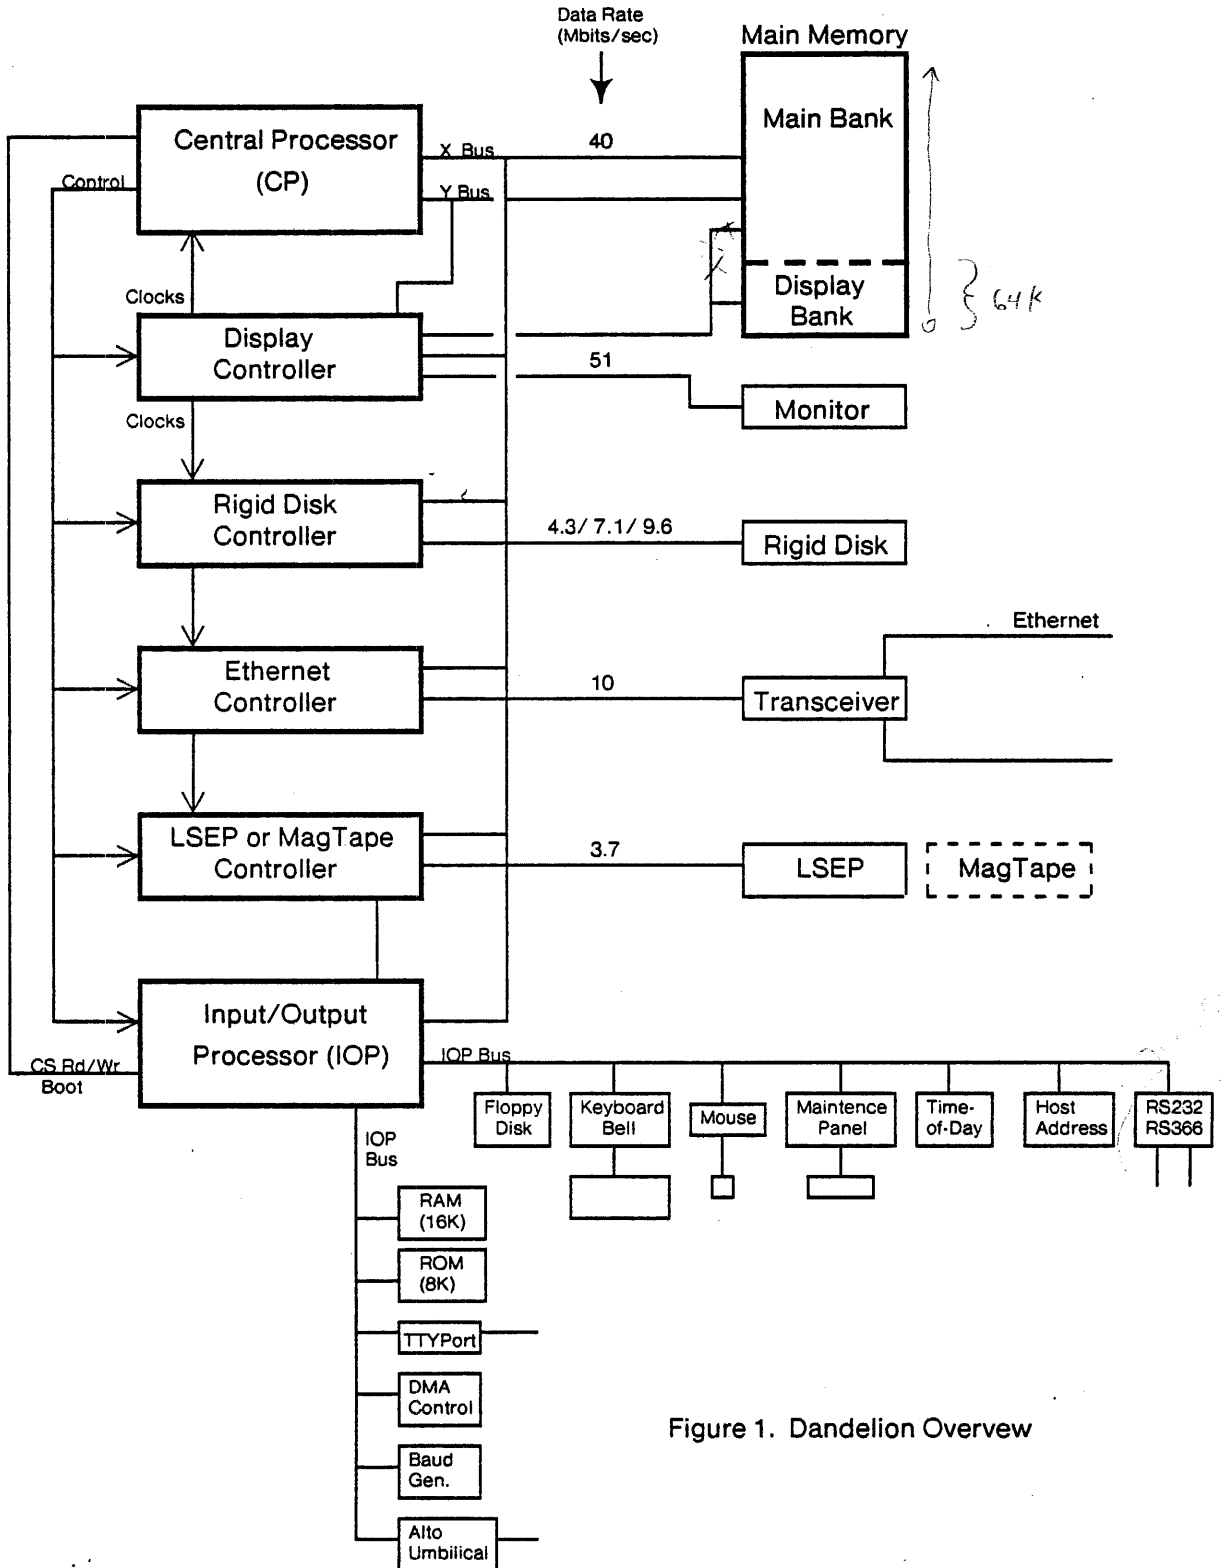 Data Rate
(Mbits/sec)
Main Memory
Main Bank
Central Processor
(CP)
X Bus
40
Control
Y Bus
Clocks
Display
Bank
64K
0
Display
Controller
51
Monitor
Clocks
Rigid Disk
Controller
4.3/ 7.1/ 9.6
Rigid Disk
Ethernet
Ethernet
Controller
10
Transceiver
LSEP or MagTape
Controller
3.7
LSEP
MagTape
Input/Output
Processor (IOP)
CS Rd/Wr
Boot
IOP Bus
Floppy
Disk
Keyboard
Bell
Mouse
Maintence
Panel
Time-
of-Day
Host
Address
RS232
RS366
IOP
Bus
RAM
(16K)
ROM
(8K)
TTYPort
DMA
Control
Baud
Gen.
Alto
Umbilical
Figure 1. Dandelion Overvew